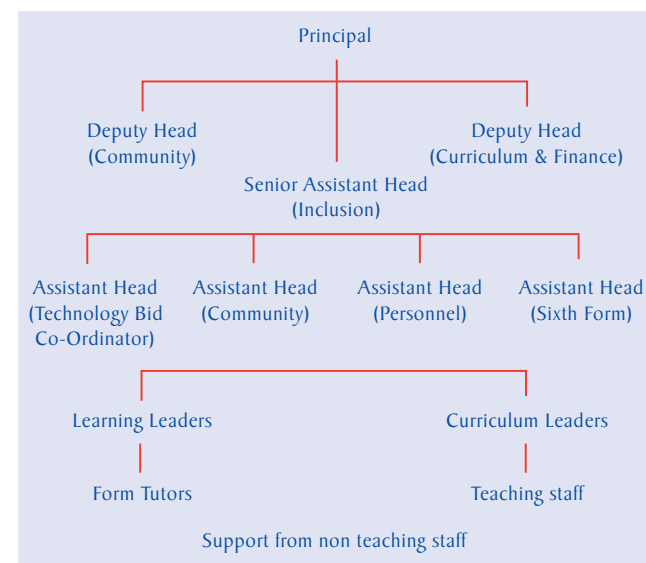 Principal
Deputy Head
(Community)
Deputy Head
(Curriculum & Finance)
Senior Assistant Head
(Inclusion)
Assistant Head
(Technology Bid
Co-Ordinator)
Assistant Head
(Community)
Assistant Head
(Personnel)
Assistant Head
(Sixth Form)
Learning Leaders
Curriculum Leaders
Form Tutors
Teaching staff
Support from non teaching staff